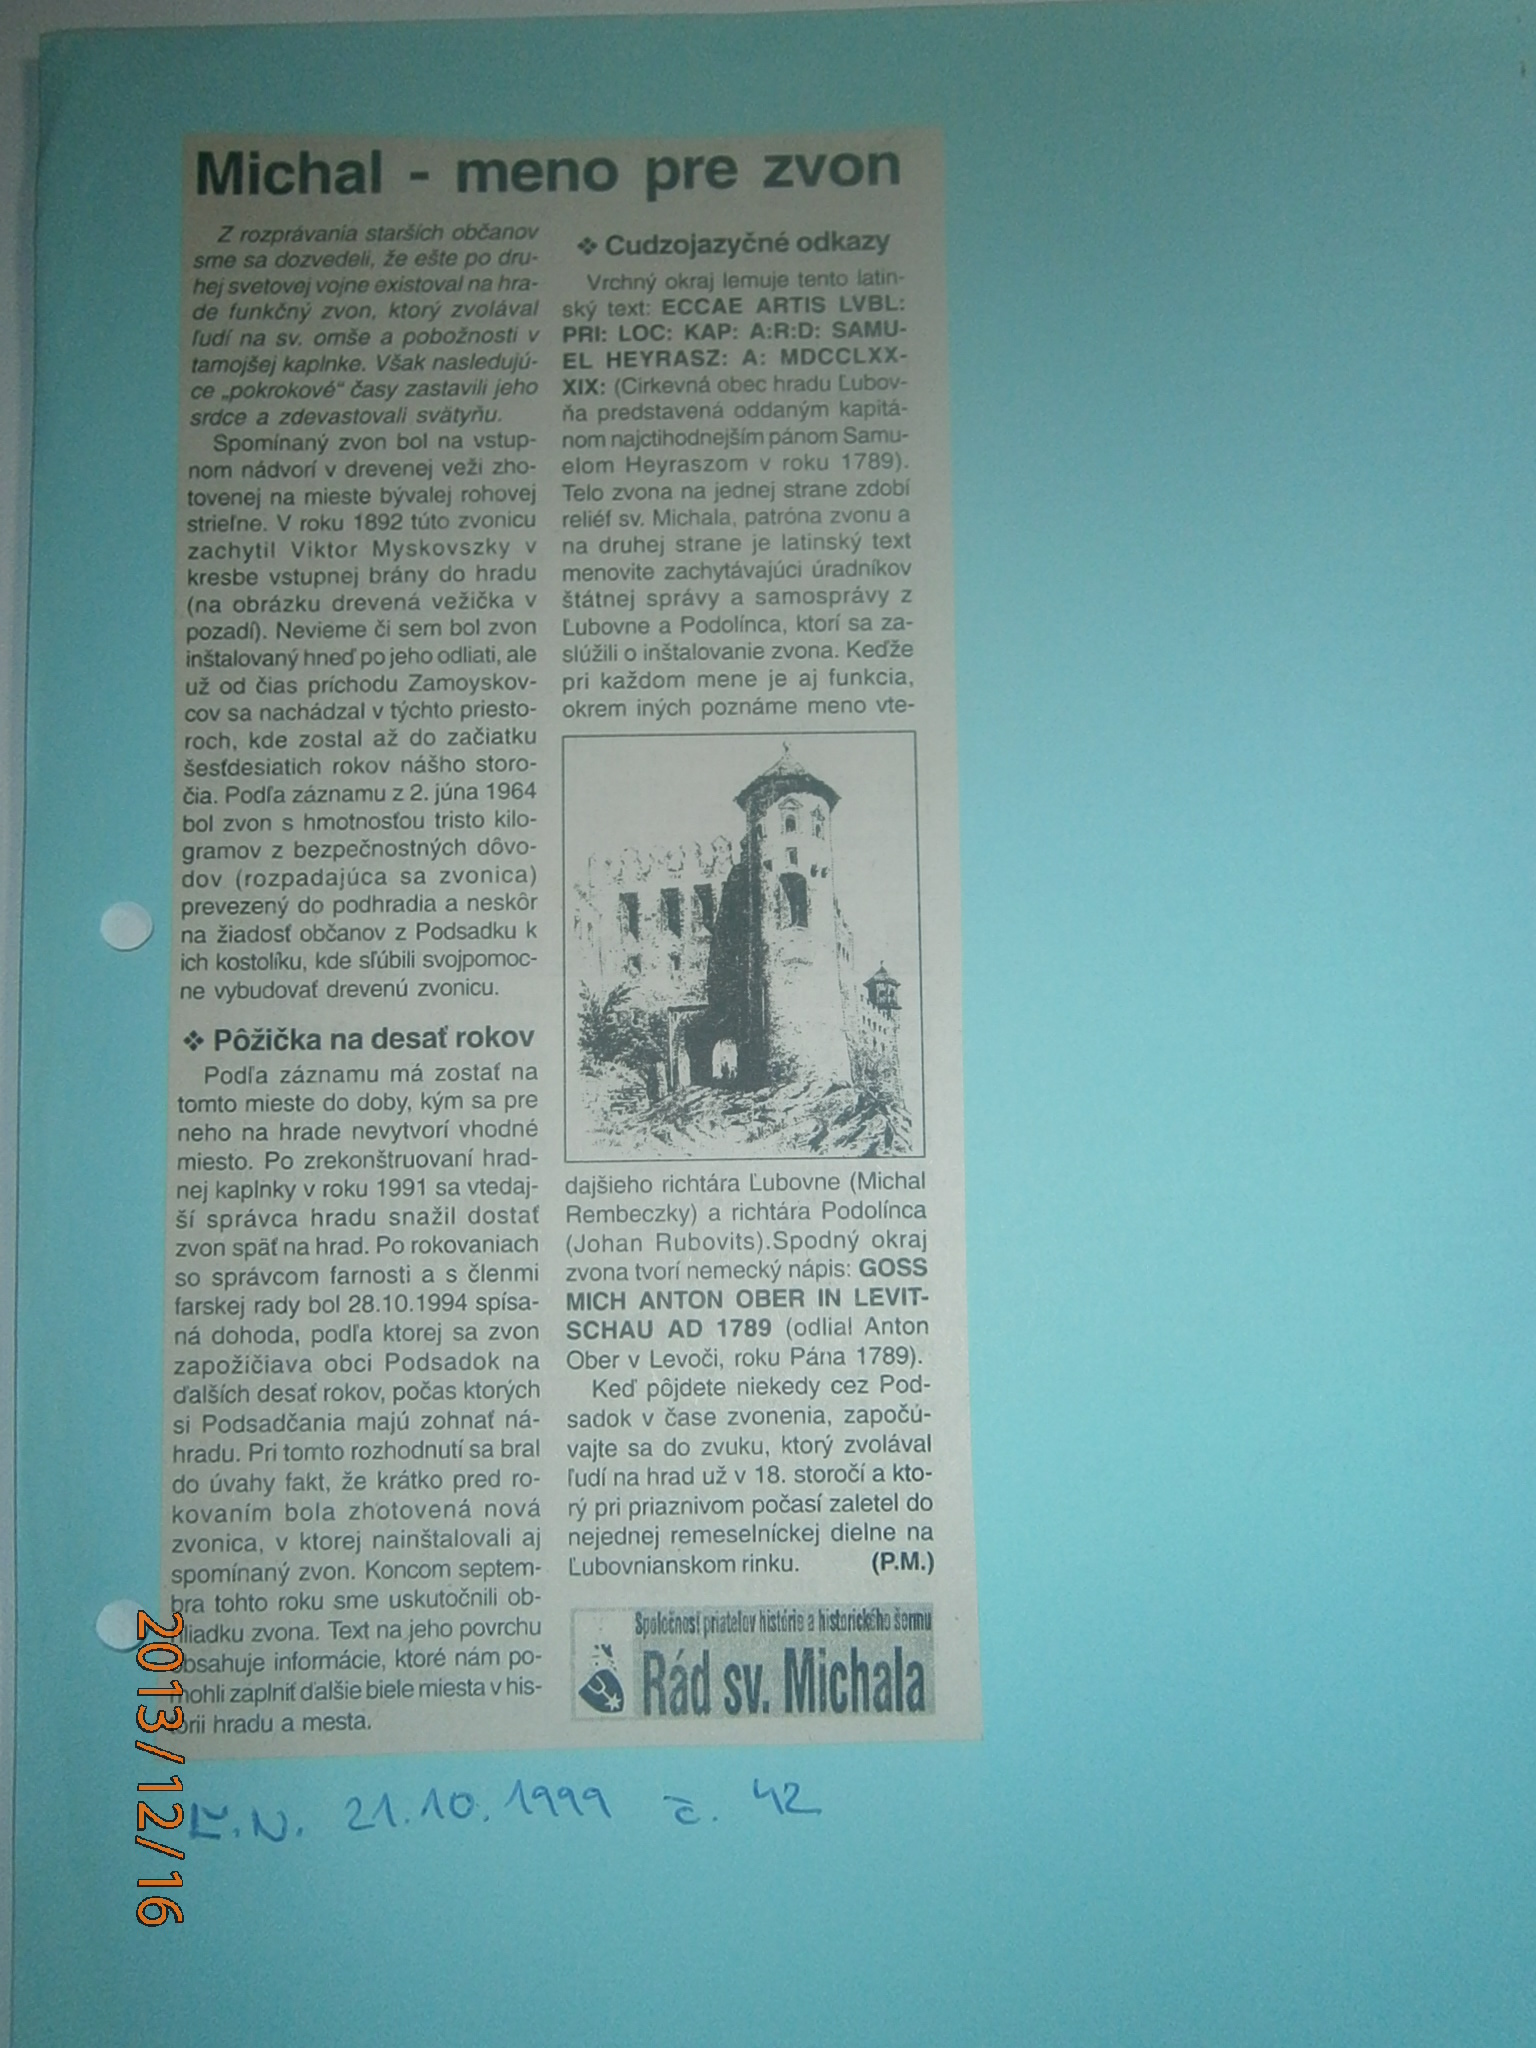 Michal - meno pre zvon
Z rozprávania starších občanov
sme sa dozvedeli, že ešte po dru-
hej svetovej vojne existoval na hra-
de funkčný zvon, ktorý zvolával
ľudí na sv. omše a pobožnosti v
tamojšej kaplnke. Však nasledujú-
ce „pokrokové“ časy zastavili jeho
srdce a zdevastovali svätyňu.
Spomínaný zvon bol na vstup-
nom nádvorí v drevenej veži zho-
tovenej na mieste bývalej rohovej
strieľne. V roku 1892 túto zvonicu
zachytil Viktor Myskovszky v
kresbe vstupnej brány do hradu
(na obrázku drevená vežička v
pozadí). Nevieme či sem bol zvon
inštalovaný hneď po jeho odliati, ale
už od čias príchodu Zamoyskov-
cov sa nachádzal v týchto priesto-
roch, kde zostal až do začiatku
šesťdesiatich rokov nášho storo-
čia. Podľa záznamu z 2. júna 1964
bol zvon s hmotnosťou tristo kilo-
gramov z bezpečnostných dôvo-
dov (rozpadajúca sa zvonica)
prevezený do podhradia a neskôr
na žiadosť občanov z Podsadku k
ich kostolíku, kde sľúbili svojpomoc-
ne vybudovať drevenú zvonicu.
❖ Pôžička na desať rokov
Podľa záznamu má zostať na
tomto mieste do doby, kým sa pre
neho na hrade nevytvorí vhodné
miesto. Po zrekonštruovaní hrad-
nej kaplnky v roku 1991 sa vtedaj-
ší správca hradu snažil dostať
zvon späť na hrad. Po rokovaniach
so správcom farnosti a s členmi
farskej rady bol 28.10.1994 spísa-
ná dohoda, podľa ktorej sa zvon
zapožičiava obci Podsadok na
ďalších desať rokov, počas ktorých
si Podsadčania majú zohnať ná-
hradu. Pri tomto rozhodnutí sa bral
do úvahy fakt, že krátko pred ro-
kovaním bola zhotovená nová
zvonica, v ktorej nainštalovali aj
spomínaný zvon. Koncom septem-
bra tohto roku sme uskutočnili ob-
hliadku zvona. Text na jeho povrchu
obsahuje informácie, ktoré nám po-
mohli zaplniť ďalšie biele miesta v his-
tórii hradu a mesta.
❖ Cudzojazyčné odkazy
Vrchný okraj lemuje tento latin-
ský text: ECCAE ARTIS LVBL:
PRI: LOC: KAP: A:R:D: SAMU-
EL HEYRASZ: A: MDCCLXX-
XIX: (Cirkevná obec hradu Ľubov-
ňa predstavená oddaným kapitá-
nom najctihodnejším pánom Samu-
elom Heyraszom v roku 1789).
Telo zvona na jednej strane zdobí
reliéf sv. Michala, patróna zvonu a
na druhej strane je latinský text
menovite zachytávajúci úradníkov
štátnej správy a samosprávy z
Ľubovne a Podolínca, ktorí sa za-
slúžili o inštalovanie zvona. Keďže
pri každom mene je aj funkcia,
okrem iných poznáme meno vte-
dajšieho richtára Ľubovne (Michal
Rembeczky) a richtára Podolínca
(Johan Rubovits).Spodný okraj
zvona tvorí nemecký nápis: GOSS
MICH ANTON OBER IN LEVIT-
SCHAU AD 1789 (odlial Anton
Ober v Levoči, roku Pána 1789).
Keď pôjdete niekedy cez Pod-
sadok v čase zvonenia, započú-
vajte sa do zvuku, ktorý zvolával
ľudí na hrad už v 18. storočí a kto-
rý pri priaznivom počasí zaletel do
nejednej remeselníckej dielne na
Ľubovnianskom rinku. (P.M.)
Spoločnosť priateľov histórie a historického šermu
Rád sv. Michala
Ľ.N. 21.10.1999 č. 42
2013/12/16